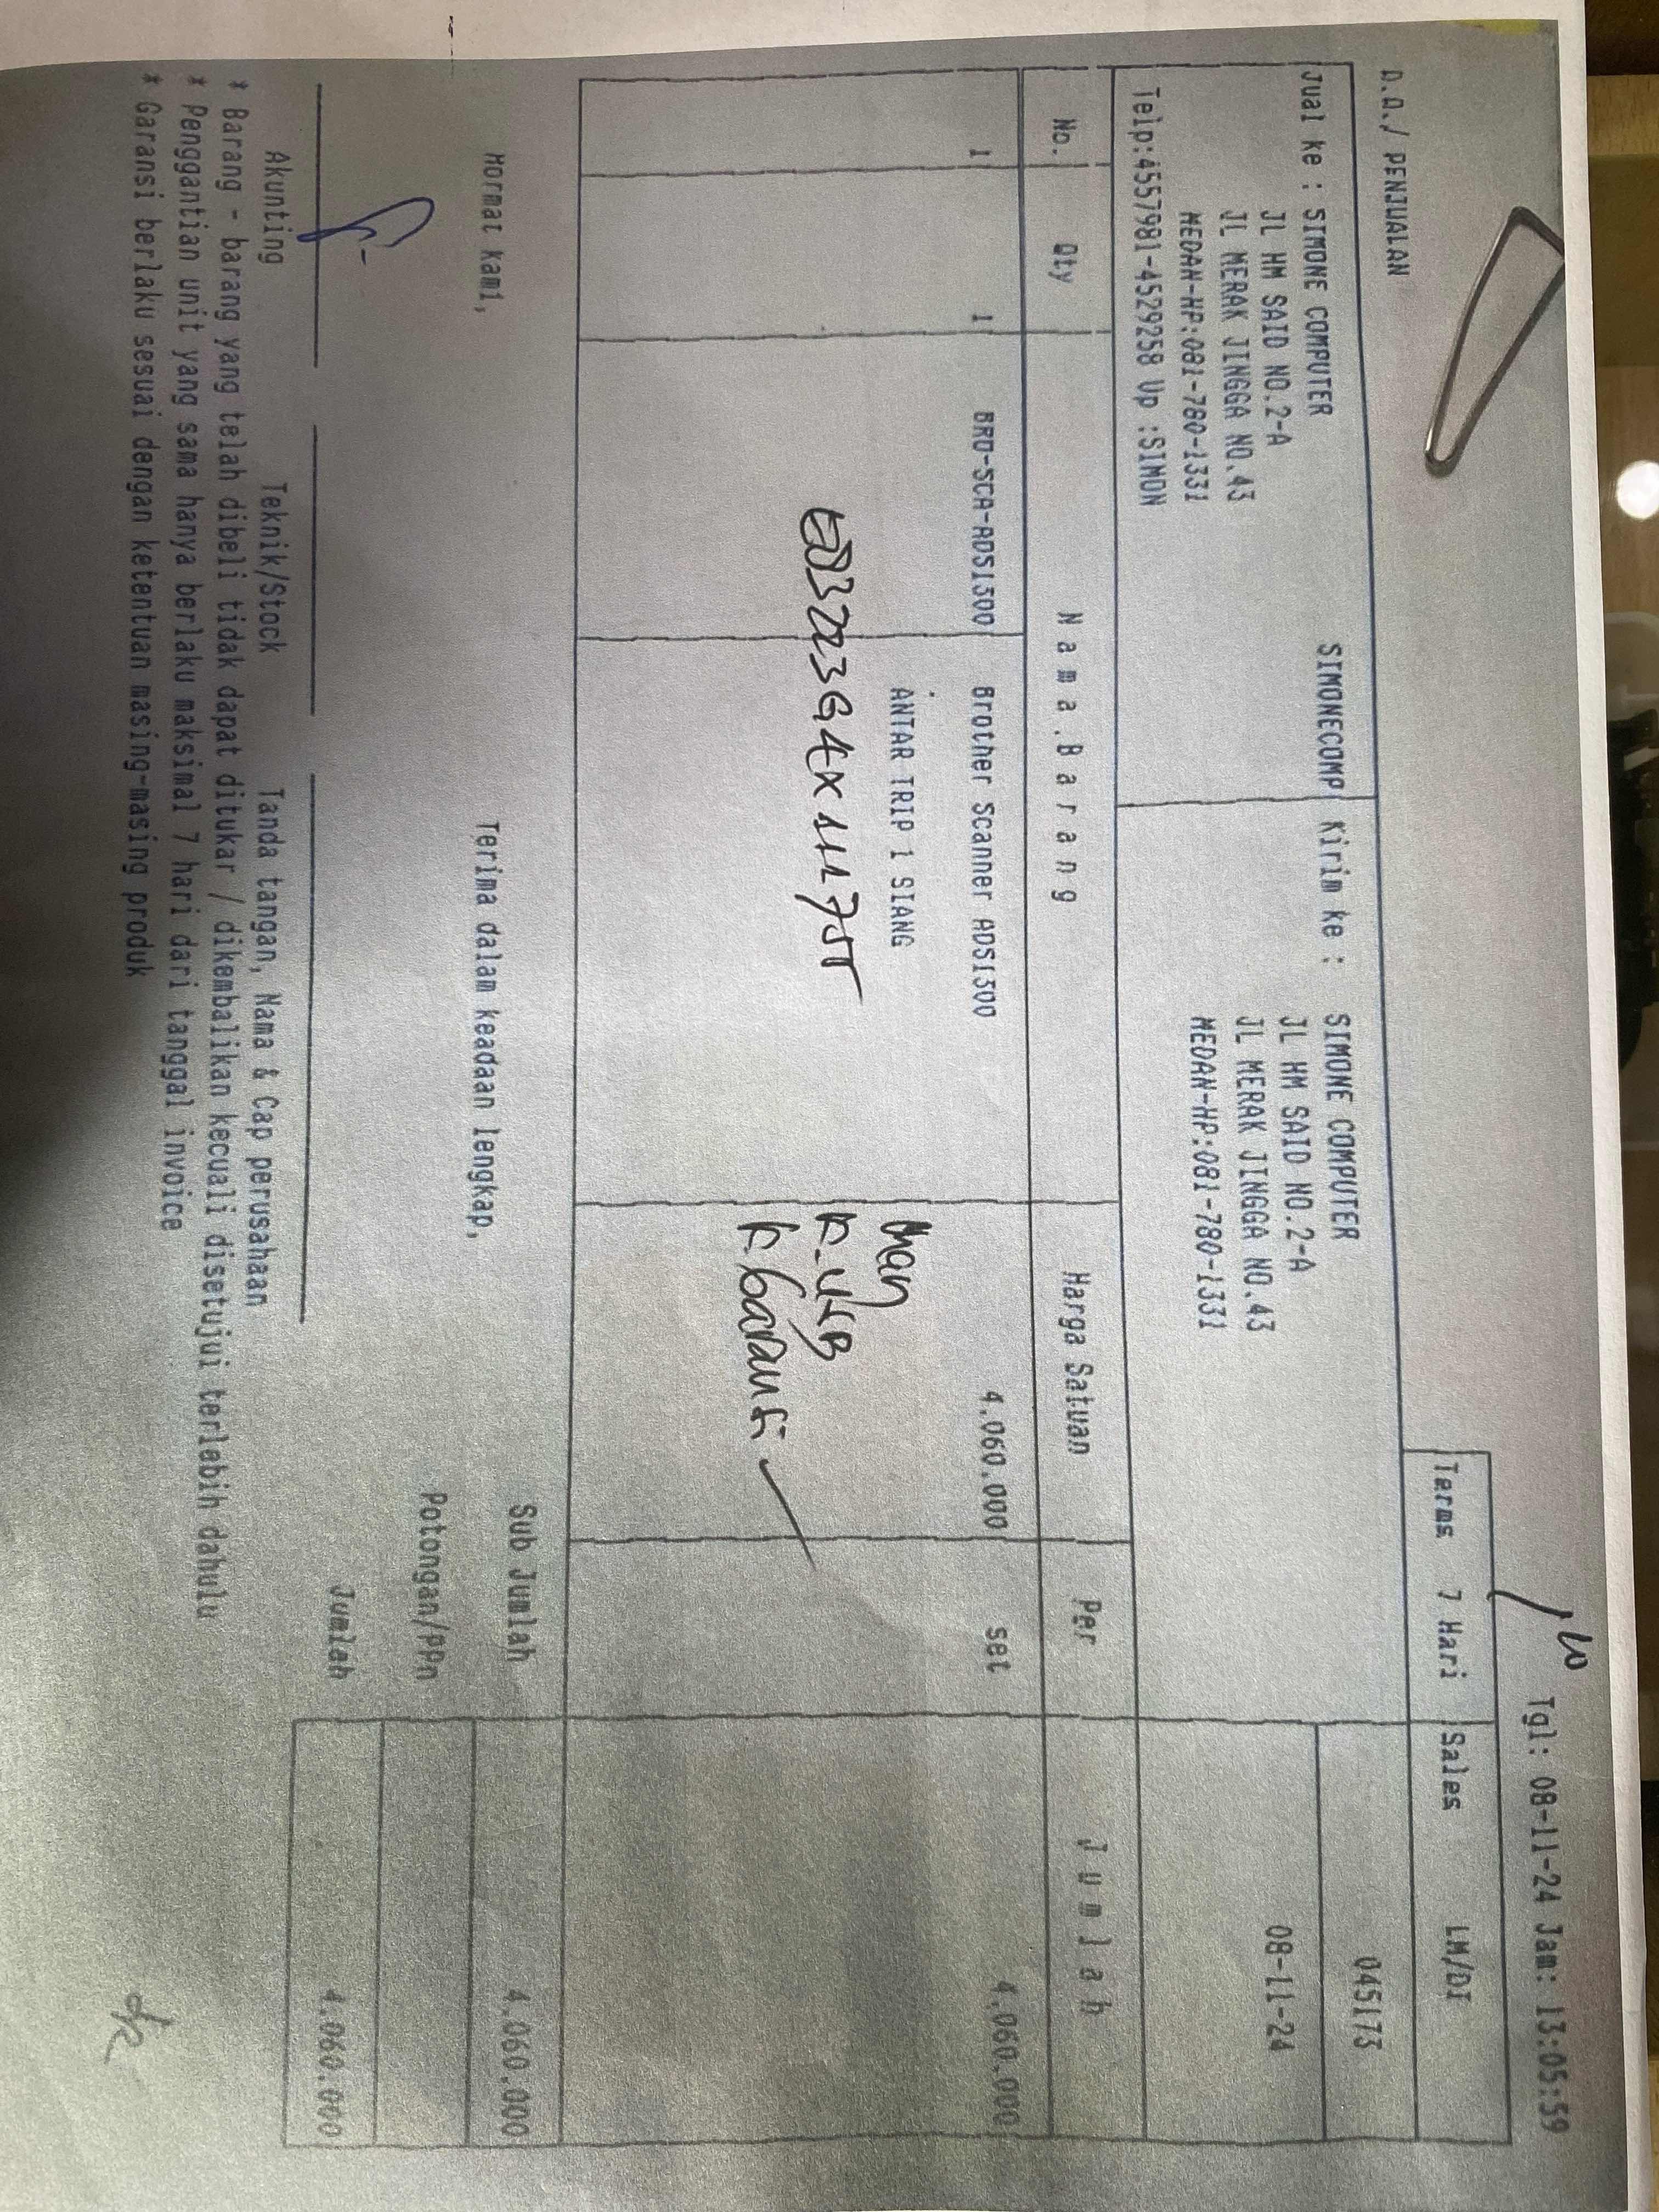 Tgl: 08-11-24 Jam: 13:05:59
D.O./ PENJUALAN
Terms 7 Hari Sales LM/DI
Jual ke : SIMONE COMPUTER SIMONECOMP Kirim ke : SIMONE COMPUTER 045173
JL HM SAID NO.2-A JL HM SAID NO.2-A
JL MERAK JINGGA NO.43 JL MERAK JINGGA NO.43 08-11-24
MEDAN-HP:081-780-1331 MEDAN-HP:081-780-1331
Telp:4557981-4529258 Up :SIMON
No. Qty Nama Barang Harga Satuan Per Jumlah
1 1 BRO-SCA-ADS1300 Brother Scanner ADS1300 4.060.000 set 4.060.000
ANTAR TRIP 1 SIANG
K. USB
K. Garansi
Sub Jumlah 4.060.000
Hormat kami, Terima dalam keadaan lengkap,
Potongan/PPn
Jumlah 4.060.000
Akunting Teknik/Stock Tanda tangan, Nama & Cap perusahaan
* Barang - barang yang telah dibeli tidak dapat ditukar / dikembalikan kecuali disetujui terlebih dahulu
* Penggantian unit yang sama hanya berlaku maksimal 7 hari dari tanggal invoice
* Garansi berlaku sesuai dengan ketentuan masing-masing produk